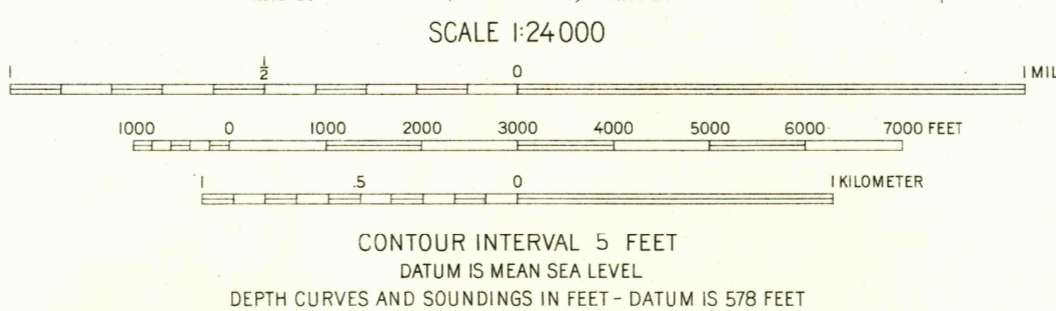 SCALE 1:24000
1 ½ 0 1 MIL
1000 0 1000 2000 3000 4000 5000 6000 7000 FEET
1 .5 0 1 KILOMETER
CONTOUR INTERVAL 5 FEET
DATUM IS MEAN SEA LEVEL
DEPTH CURVES AND SOUNDINGS IN FEET - DATUM IS 578 FEET